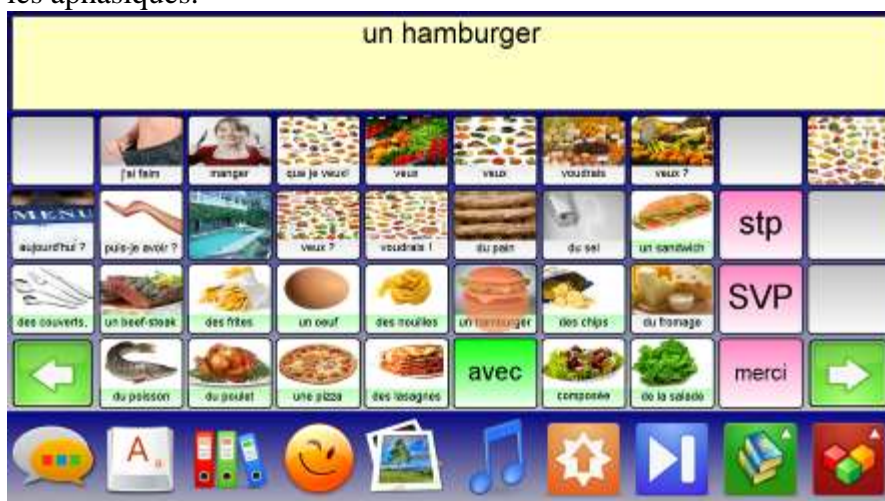 les aphasiques.
un hamburger
j'ai faim
manger
que je veux!
veux
veux
voudrais
veux ?
MENU
aujourd'hui ?
puis-je avoir ?
veux ?
voudrais !
du pain
du sel
un sandwich
stp
des couverts,
un beef-steak
des frites
un oeuf
des nouilles
un hamburger
des chips
du fromage
SVP
du poisson
du poulet
une pizza
des lasagnes
avec
composée
de la salade
merci
A